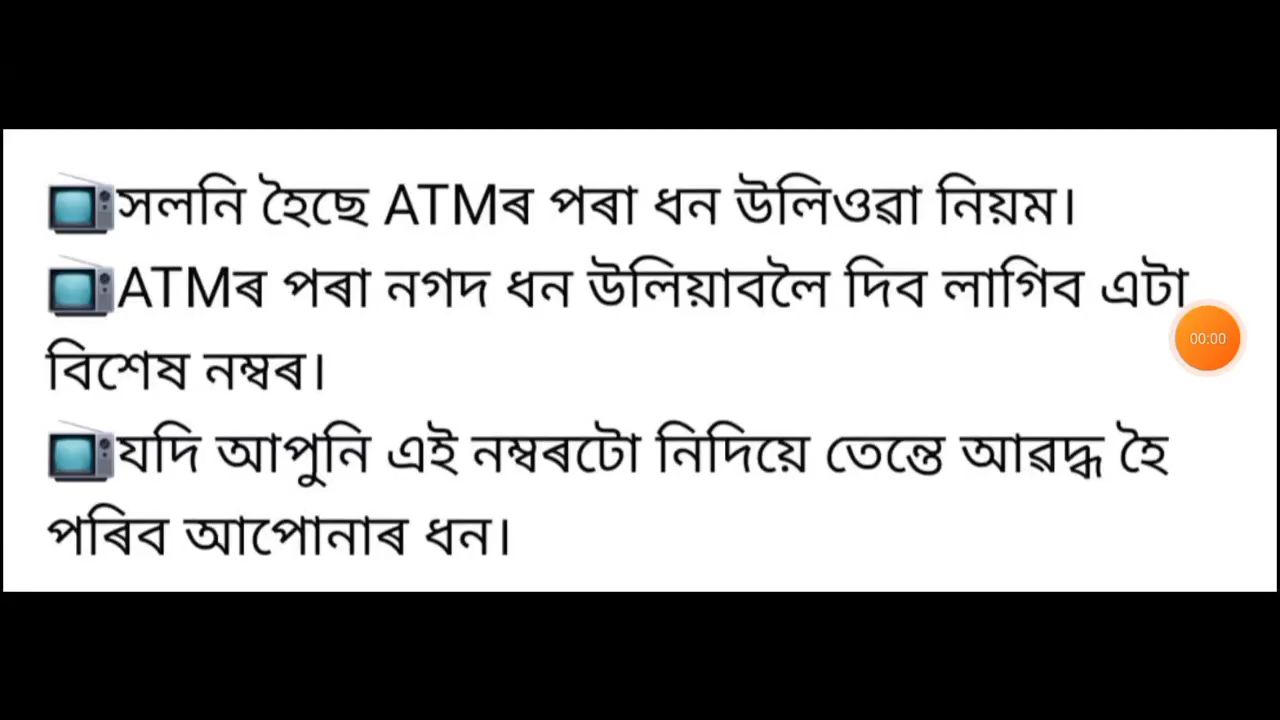 📺সলনি হৈছে ATMৰ পৰা ধন উলিওৱা নিয়ম।
📺ATMৰ পৰা নগদ ধন উলিয়াবলৈ দিব লাগিব এটা
00:00
বিশেষ নম্বৰ।
📺যদি আপুনি এই নম্বৰটো নিদিয়ে তেন্তে আৱদ্ধ হৈ
পৰিব আপোনাৰ ধন।